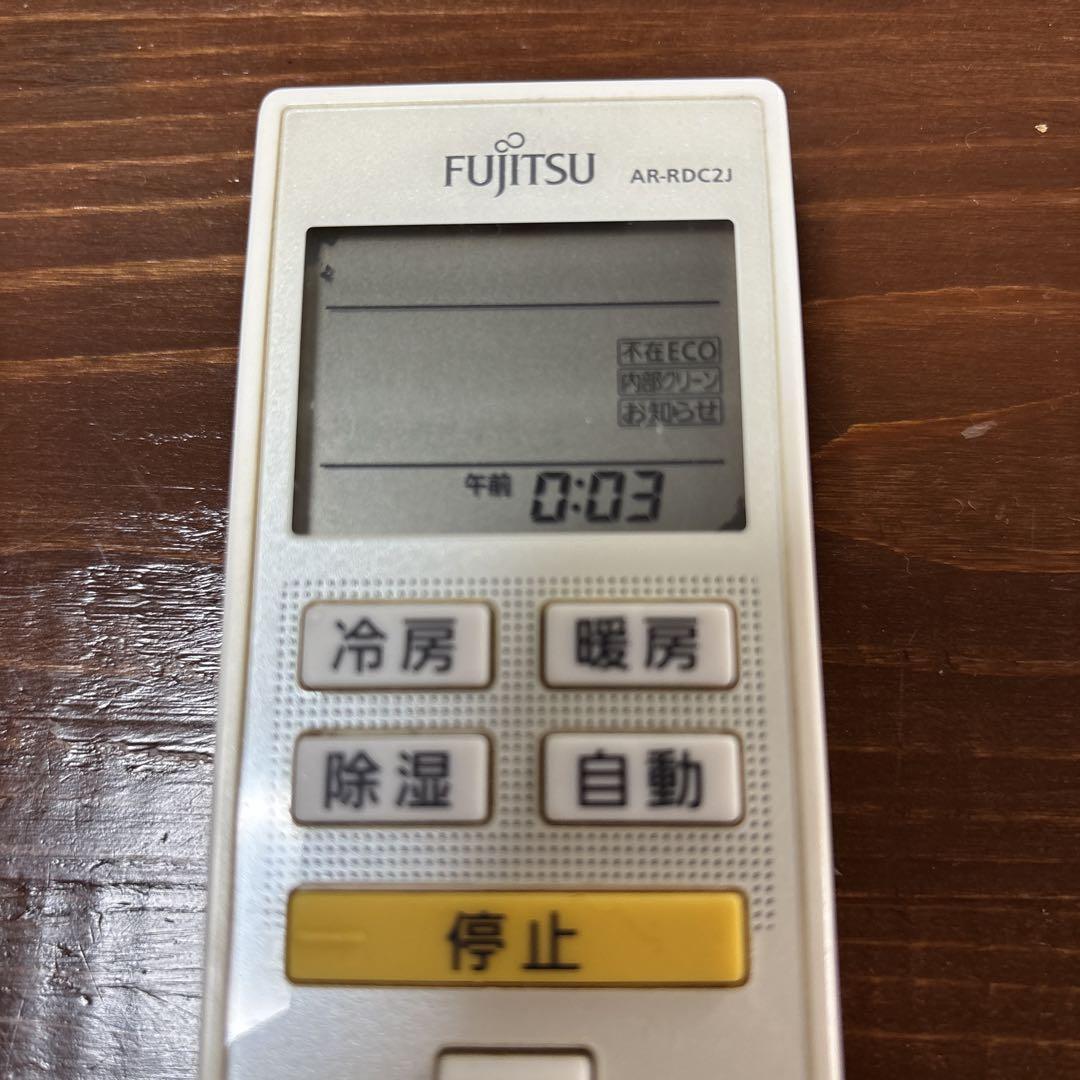 FUJITSU AR-RDC2J
不在ECO
内部クリーン
お知らせ
午前 0:03
冷房 暖房
除湿 自動
停止